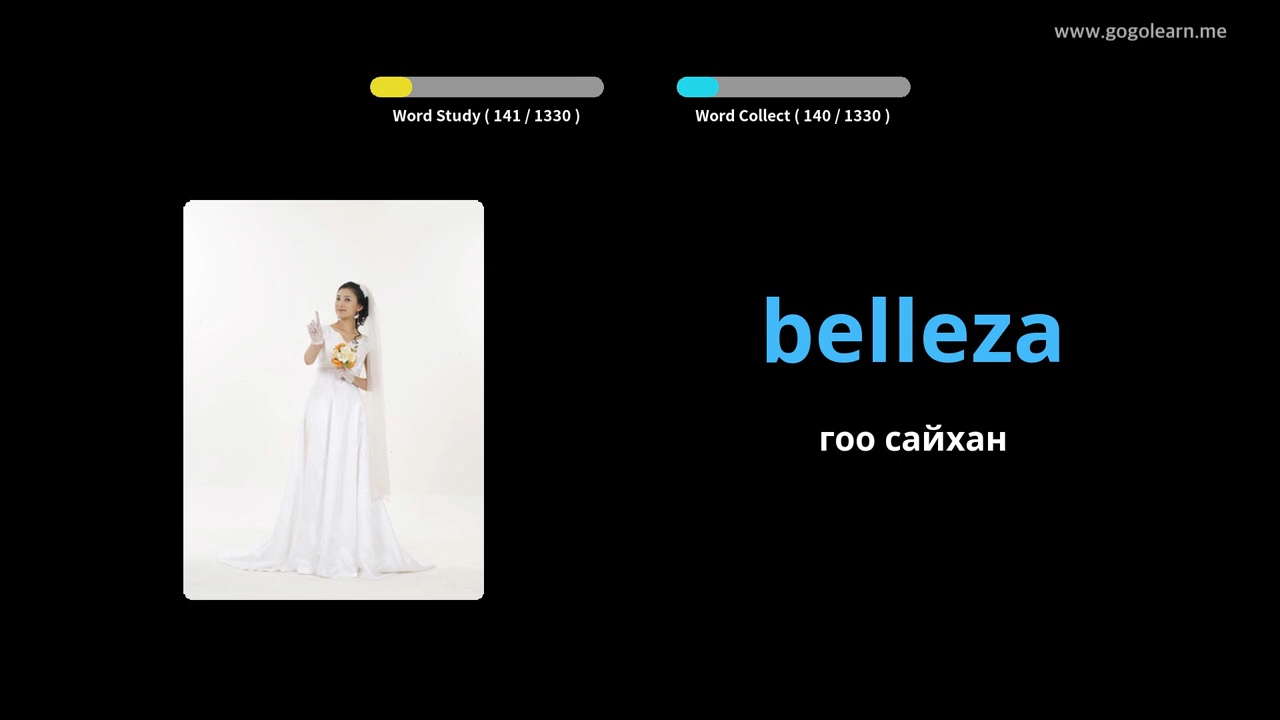 www.gogolearn.me
Word Study ( 141 / 1330 )
Word Collect ( 140 / 1330 )
belleza
гоо сайхан